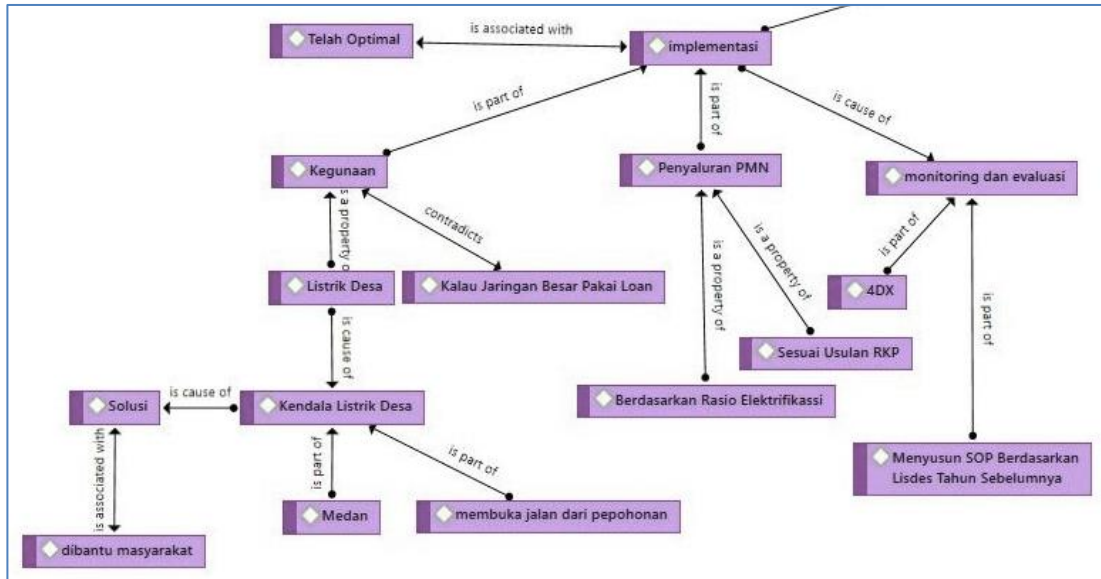 is associated with
Telah Optimal
implementasi
is part of
is part of
is cause of
Kegunaan
Penyaluran PMN
monitoring dan evaluasi
is a property o
contradicts
is a property of
is a property of
is part of
is part of
Listrik Desa
Kalau Jaringan Besar Pakai Loan
4DX
is cause of
Sesuai Usulan RKP
is cause of
Solusi
Kendala Listrik Desa
Berdasarkan Rasio Elektrifikassi
is associated with
is part of
is part of
Menyusun SOP Berdasarkan
Lisdes Tahun Sebelumnya
Medan
membuka jalan dari pepohonan
dibantu masyarakat